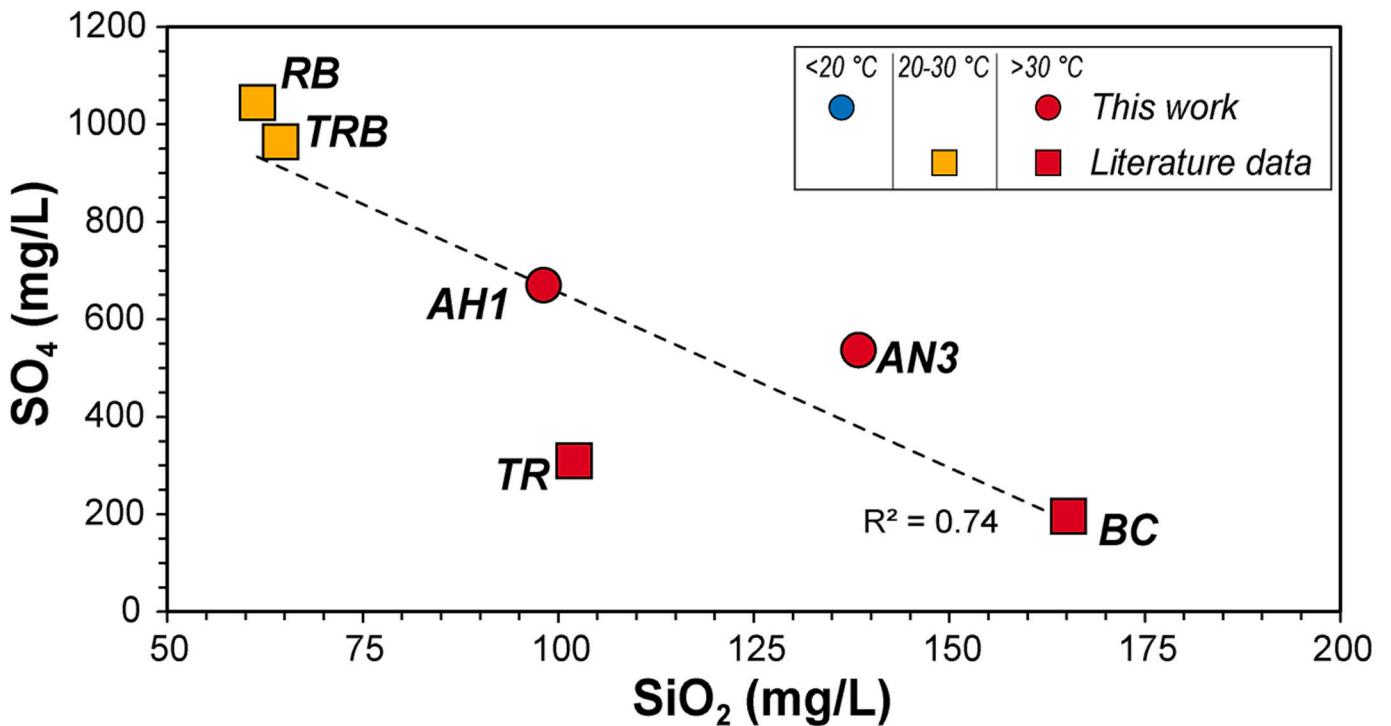 1200
1000
800
600
400
200
0
SO₄ (mg/L)
RB
TRB
AH1
AN3
TR
BC
R² = 0.74
<20 °C 20-30 °C >30 °C
This work
Literature data
50 75 100 125 150 175 200
SiO₂ (mg/L)